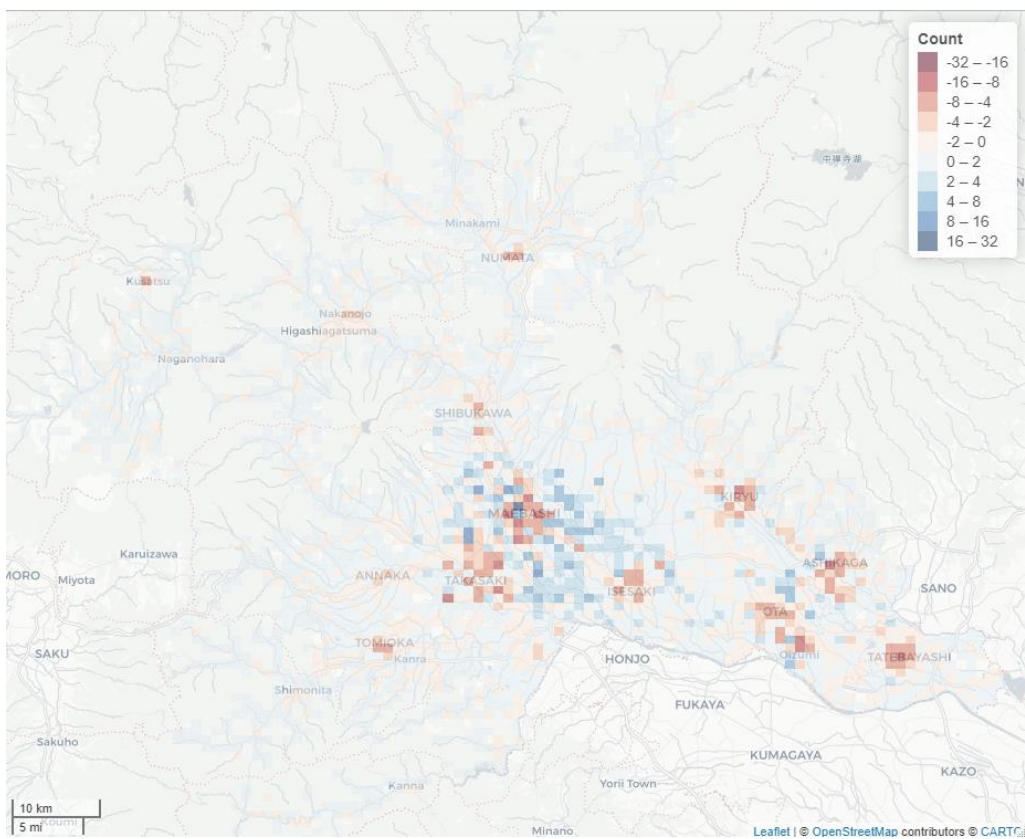 Count
-32 – -16
-16 – -8
-8 – -4
-4 – -2
-2 – 0
0 – 2
2 – 4
4 – 8
8 – 16
16 – 32
中禅寺湖
Minakami
NUMATA
Kusatsu
Nakanojo
Higashiagatsuma
Naganohara
SHIBUKAWA
KIRYU
MAEBASHI
Karuizawa
MORO
Miyota
ANNAKA
TAKASAKI
ISESAKI
ASHIKAGA
SANO
OTA
TOMIOKA
Kanra
SAKU
HONJO
Oizumi
TATEBAYASHI
Shimonita
FUKAYA
Sakuho
KUMAGAYA
KAZO
Kanna
Yorii Town
10 km
5 mi
Koumi
Minano
Leaflet | © OpenStreetMap contributors © CARTO